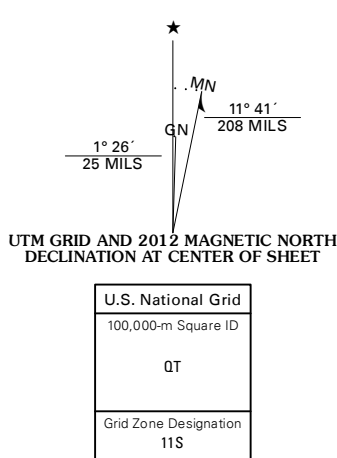 ★
MN
GN
11° 41´
208 MILS
1° 26´
25 MILS
UTM GRID AND 2012 MAGNETIC NORTH
DECLINATION AT CENTER OF SHEET
U.S. National Grid
100,000-m Square ID
QT
Grid Zone Designation
11S